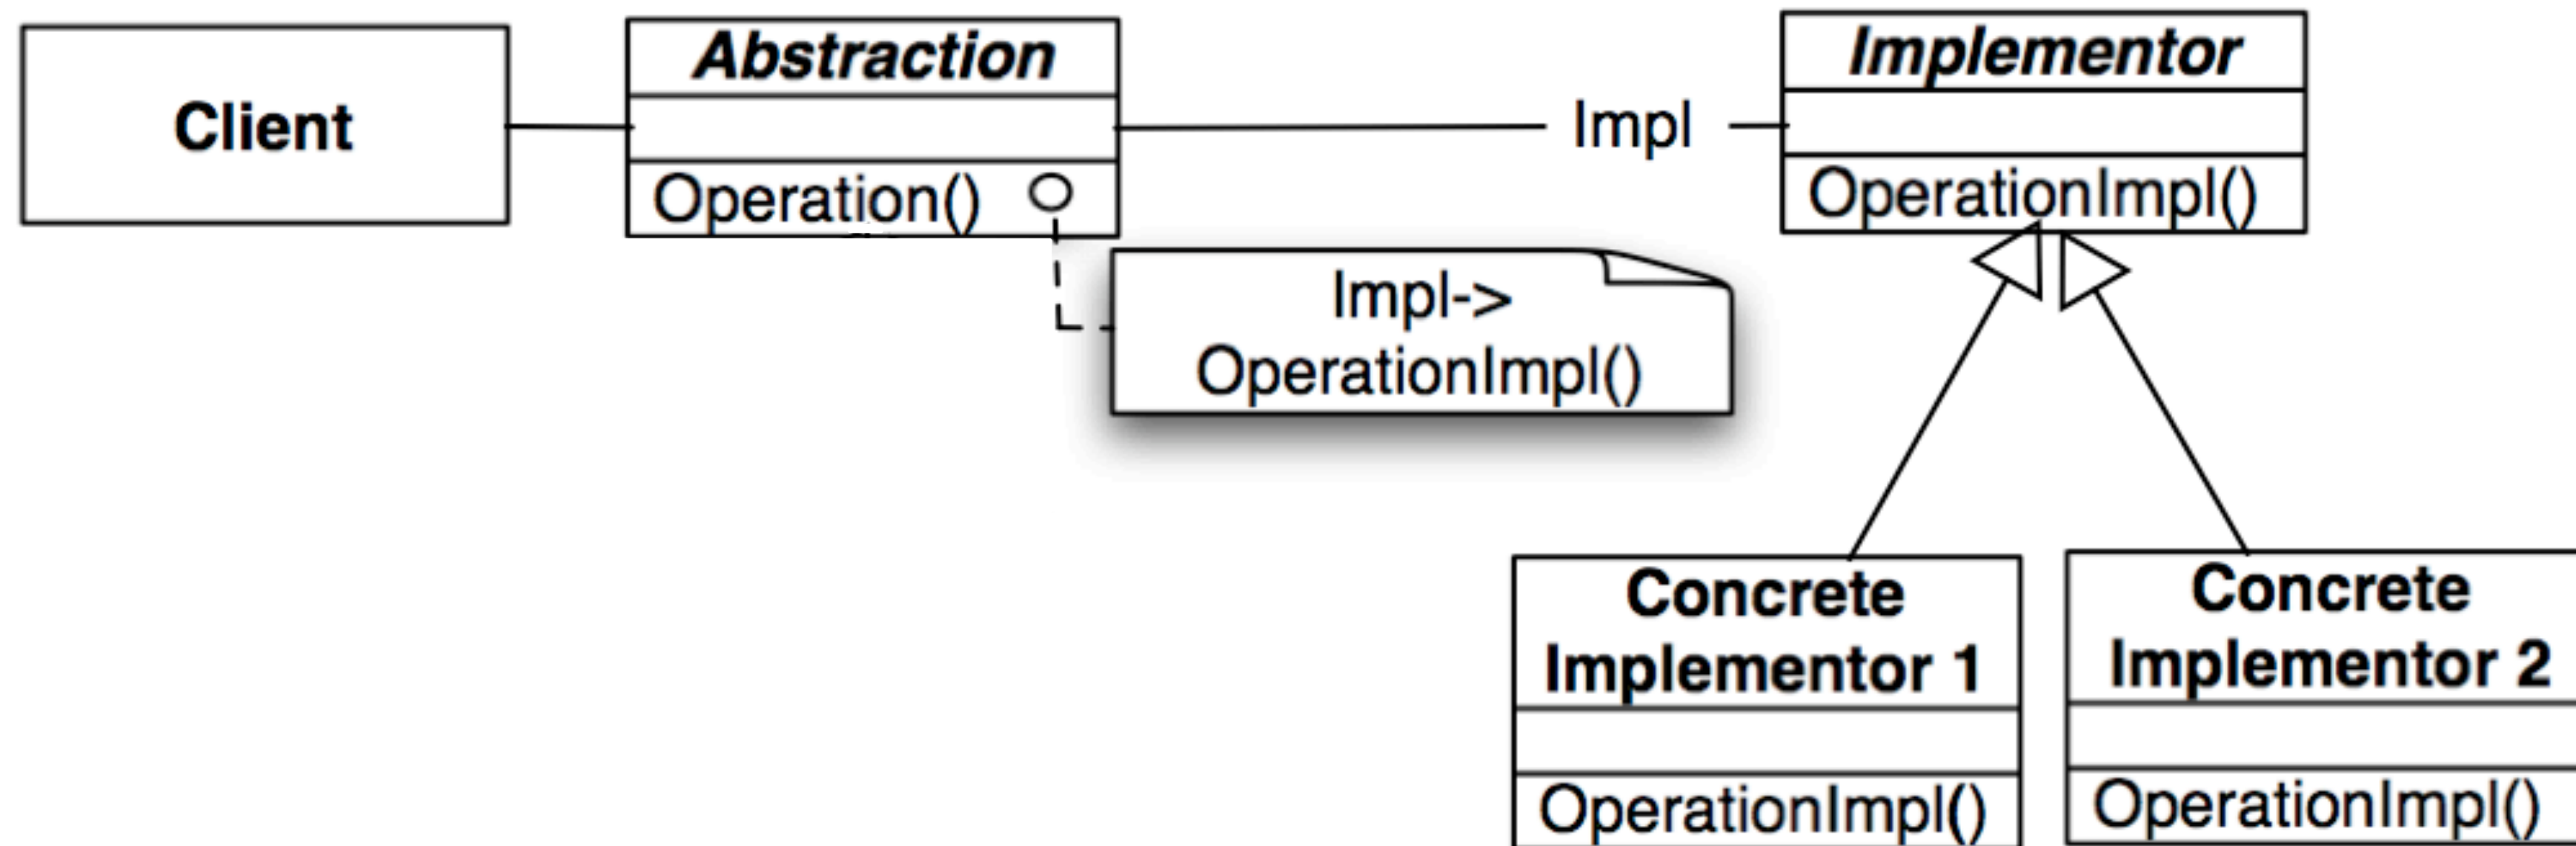 Client
Abstraction
Operation()
Impl
Implementor
OperationImpl()
Impl->
OperationImpl()
Concrete
Implementor 1
OperationImpl()
Concrete
Implementor 2
OperationImpl()